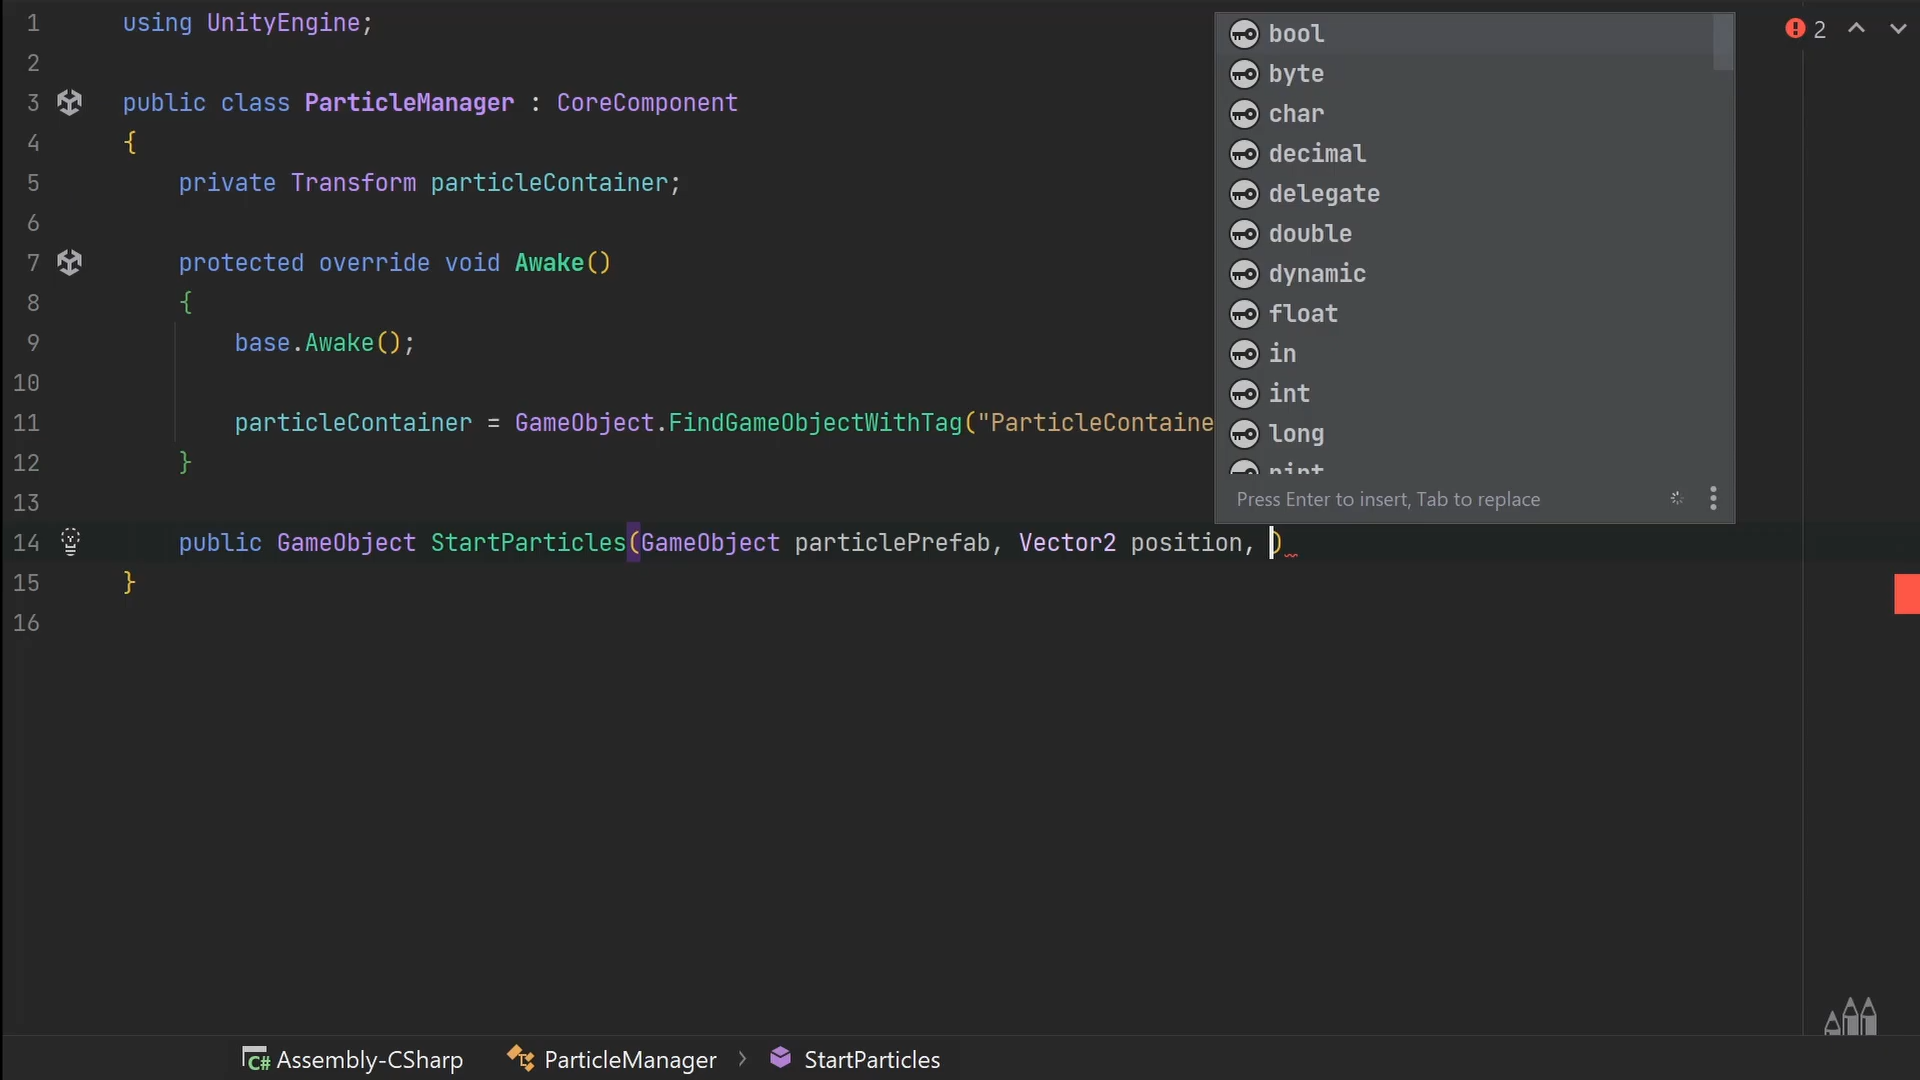 1 using UnityEngine;
2
3 public class ParticleManager : CoreComponent
4 {
5 private Transform particleContainer;
6
7 protected override void Awake()
8 {
9 base.Awake();
10
11 particleContainer = GameObject.FindGameObjectWithTag("ParticleContaine
12 }
13
14 public GameObject StartParticles(GameObject particlePrefab, Vector2 position, )
15 }
16
bool
byte
char
decimal
delegate
double
dynamic
float
in
int
long
nint
Press Enter to insert, Tab to replace
2
C# Assembly-CSharp ParticleManager > StartParticles